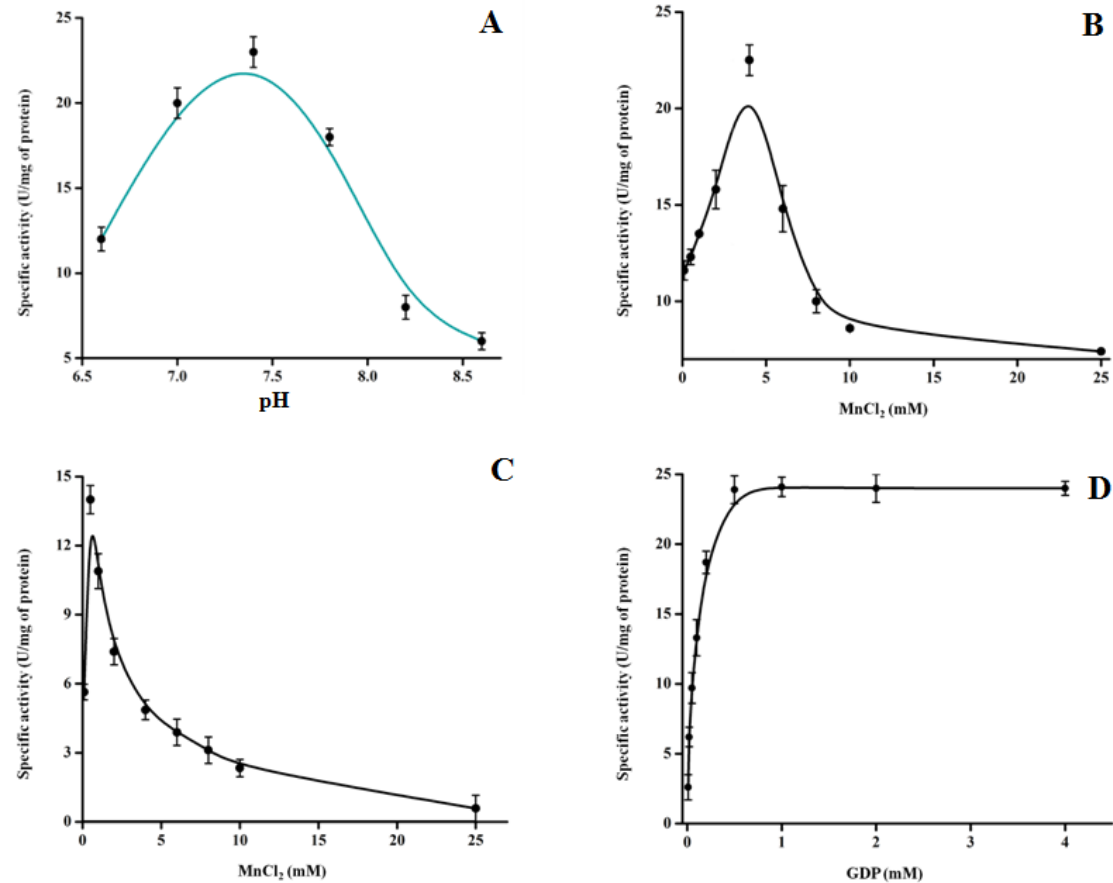 A
Specific activity (U/mg of protein)
25
20
15
10
5
6.5 7.0 7.5 8.0 8.5
pH
B
Specific activity (U/mg of protein)
25
20
15
10
0 5 10 15 20 25
MnCl₂ (mM)
C
Specific activity (U/mg of protein)
15
12
9
6
3
0
0 5 10 15 20 25
MnCl₂ (mM)
D
Specific activity (U/mg of protein)
25
20
15
10
5
0
0 1 2 3 4
GDP (mM)